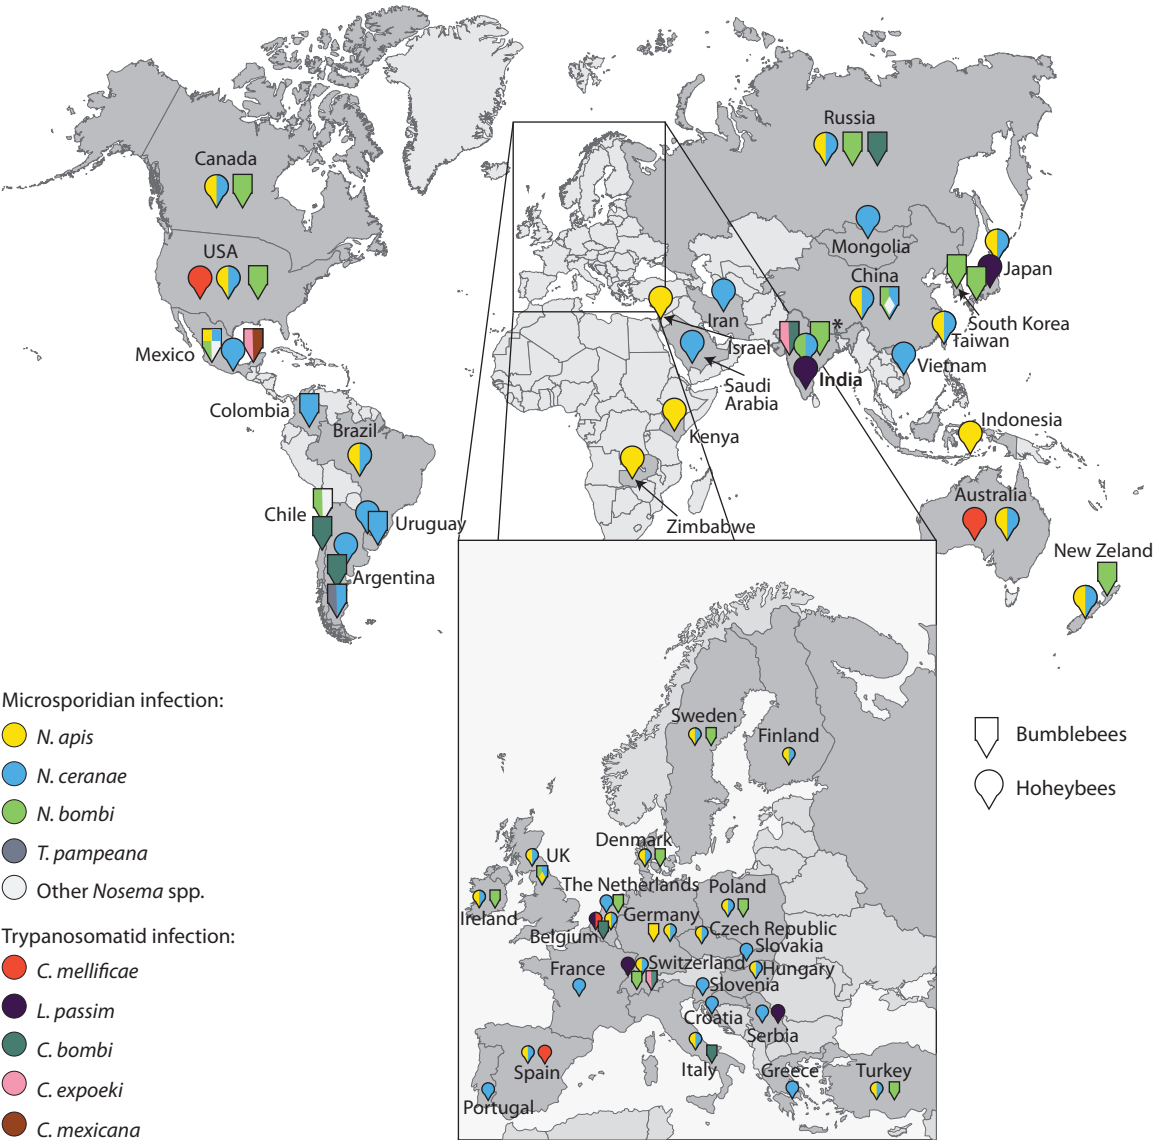 Russia
Canada
USA
Mongolia
China
Japan
Iran
*
South Korea
Taiwan
Israel
Mexico
Vietnam
India
Saudi
Arabia
Colombia
Indonesia
Brazil
Kenya
Australia
Chile
Uruguay
Zimbabwe
New Zeland
Argentina
Microsporidian infection:
N. apis
N. ceranae
N. bombi
T. pampeana
Other Nosema spp.
Trypanosomatid infection:
C. mellificae
L. passim
C. bombi
C. expoeki
C. mexicana
Sweden
Finland
Denmark
UK
The Netherlands
Poland
Ireland
Germany
Belgium
Czech Republic
Slovakia
France
Switzerland
Hungary
Slovenia
Croatia
Serbia
Italy
Spain
Greece
Turkey
Portugal
Bumblebees
Hoheybees